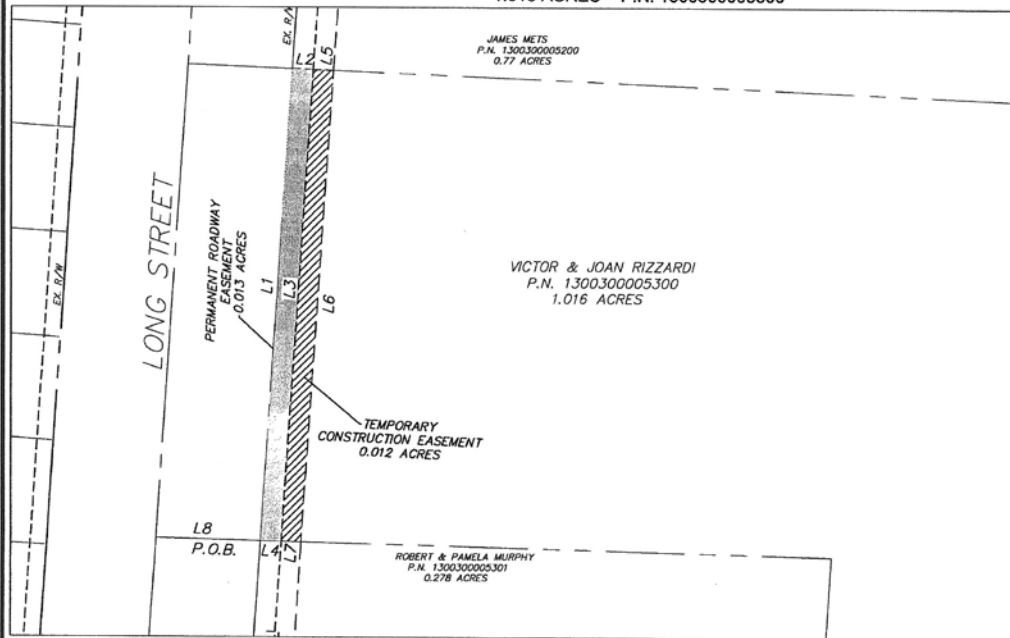 EX. R/W
L2
L5
JAMES METS
P.N. 1300300005200
0.77 ACRES
LONG STREET
EX. R/W
PERMANENT ROADWAY
EASEMENT
0.013 ACRES
L1
L3
L6
VICTOR & JOAN RIZZARDI
P.N. 1300300005300
1.016 ACRES
TEMPORARY
CONSTRUCTION EASEMENT
0.012 ACRES
L8
P.O.B.
L4
L7
ROBERT & PAMELA MURPHY
P.N. 1300300005301
0.278 ACRES